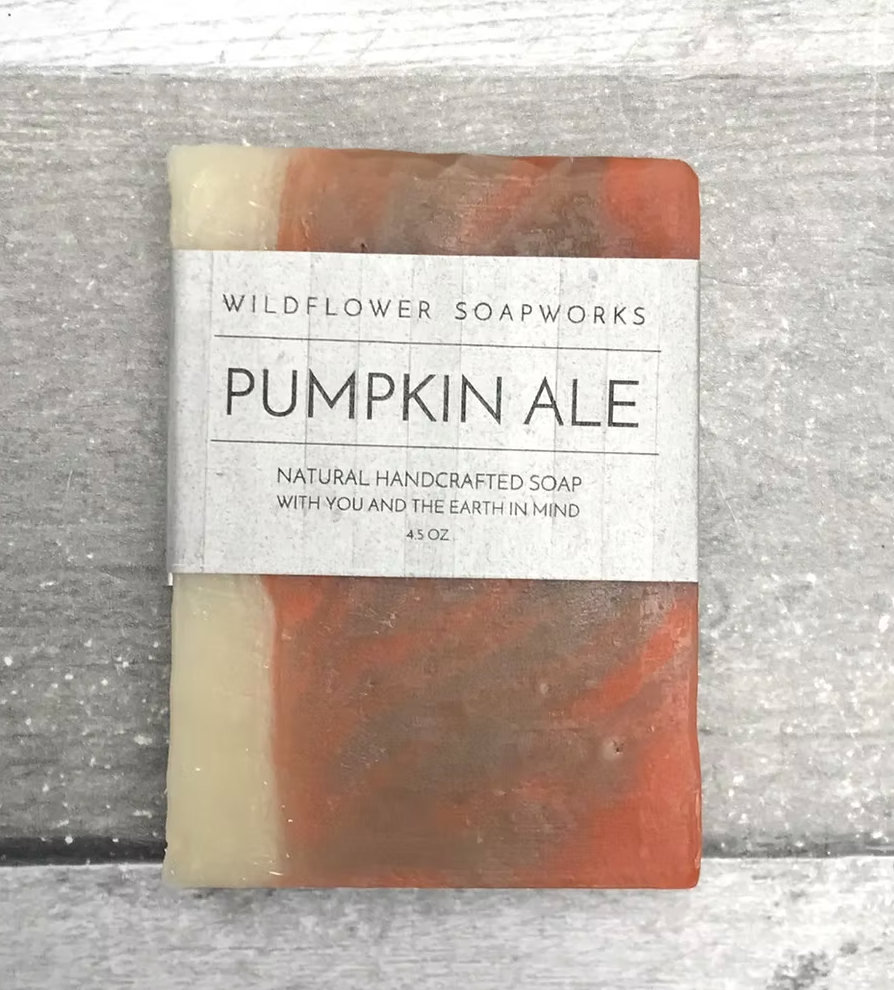 WILDFLOWER SOAPWORKS
PUMPKIN ALE
NATURAL HANDCRAFTED SOAP
WITH YOU AND THE EARTH IN MIND
4.5 OZ